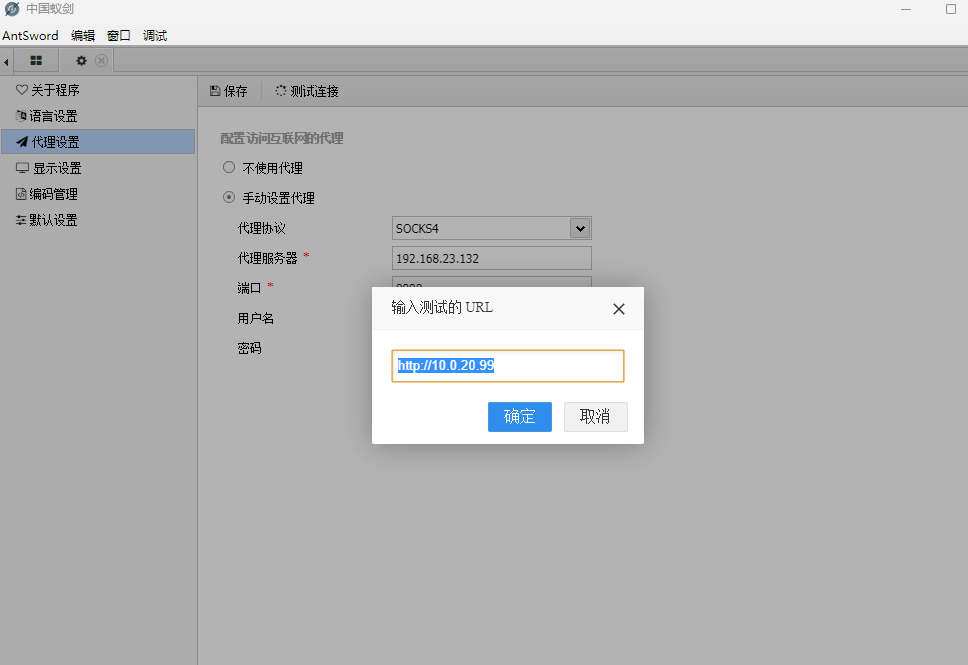 中国蚁剑
AntSword 编辑 窗口 调试
关于程序
语言设置
代理设置
显示设置
编码管理
默认设置
保存 测试连接
配置访问互联网的代理
不使用代理
手动设置代理
代理协议 SOCKS4
代理服务器 * 192.168.23.132
端口 *
用户名
密码
输入测试的 URL
http://10.0.20.99
确定 取消